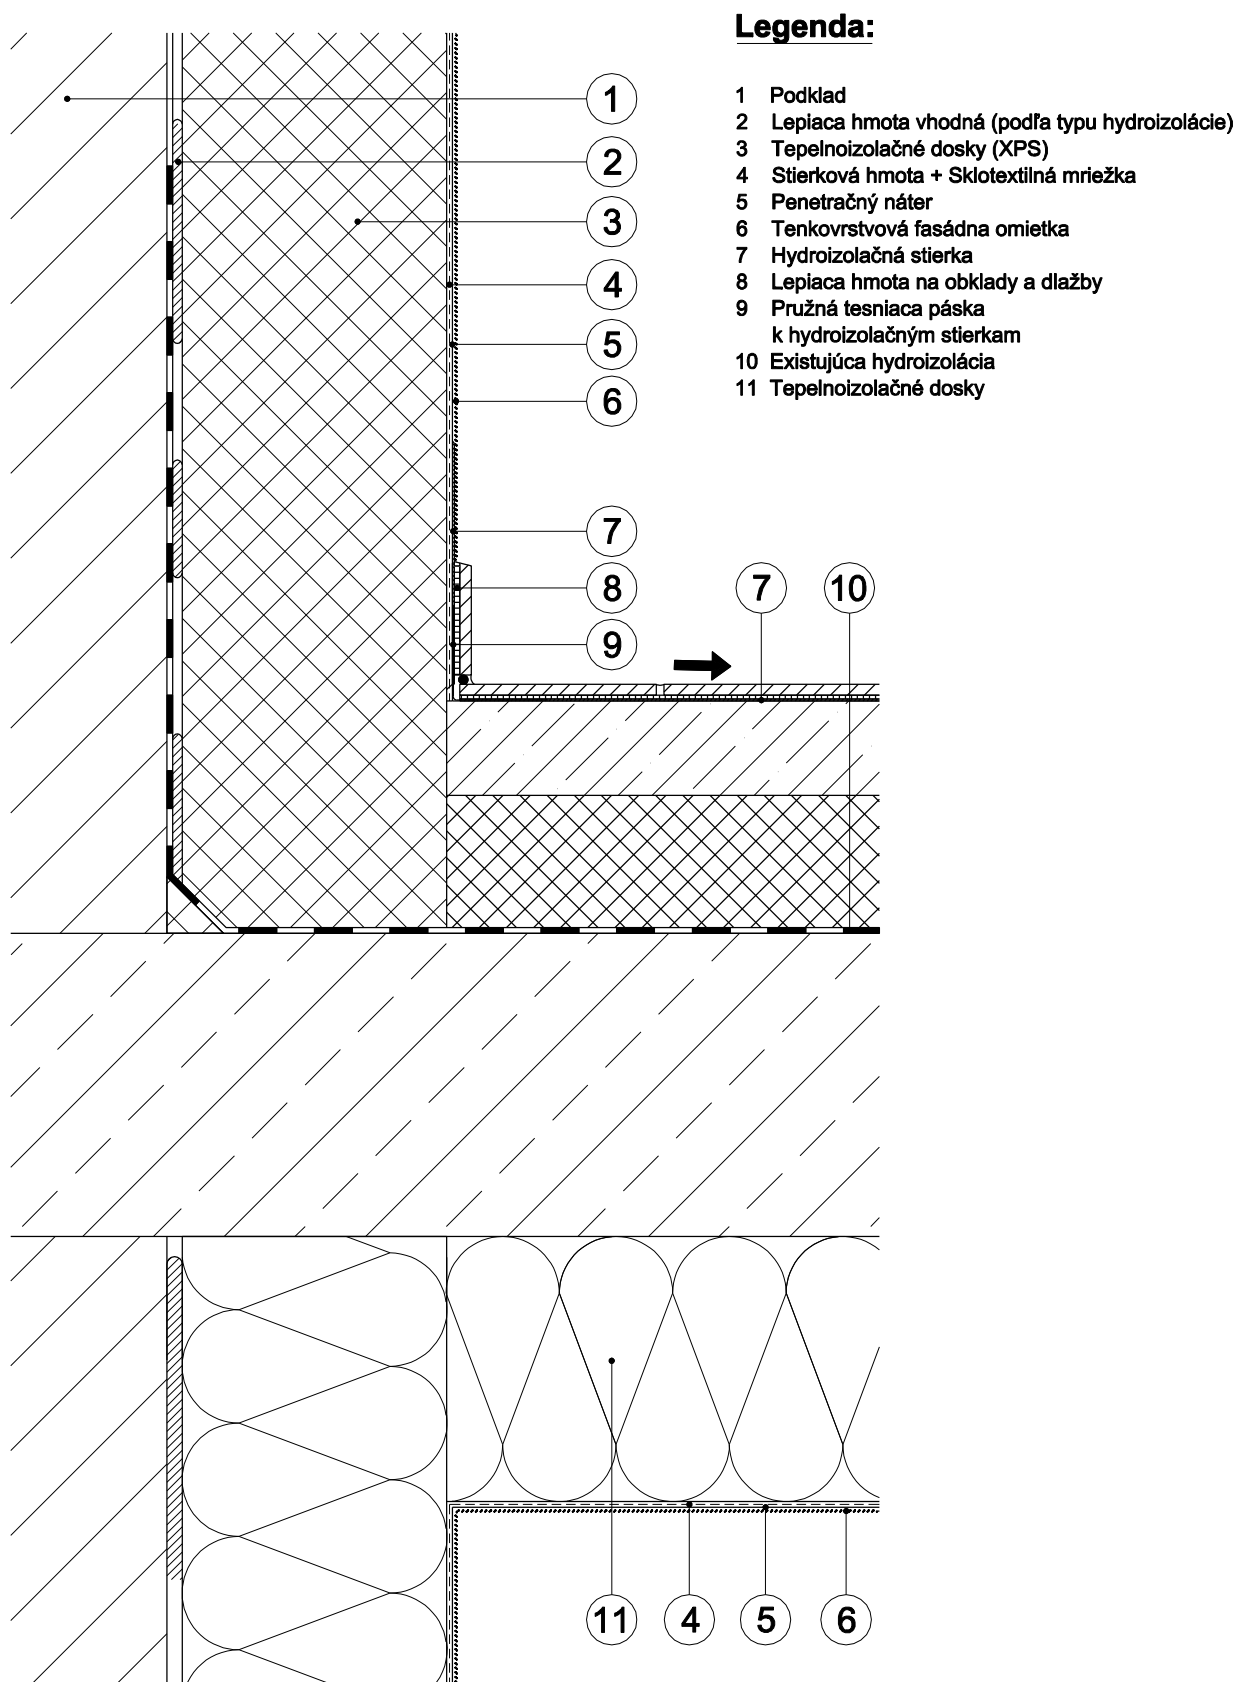 Legenda:
1 Podklad
2 Lepiaca hmota vhodná (podľa typu hydroizolácie)
3 Tepelnoizolačné dosky (XPS)
4 Stierková hmota + Sklotextilná mriežka
5 Penetračný náter
6 Tenkovrstvová fasádna omietka
7 Hydroizolačná stierka
8 Lepiaca hmota na obklady a dlažby
9 Pružná tesniaca páska
k hydroizolačným stierkam
10 Existujúca hydroizolácia
11 Tepelnoizolačné dosky
1
2
3
4
5
6
7
8
9
7 10
11 4 5 6